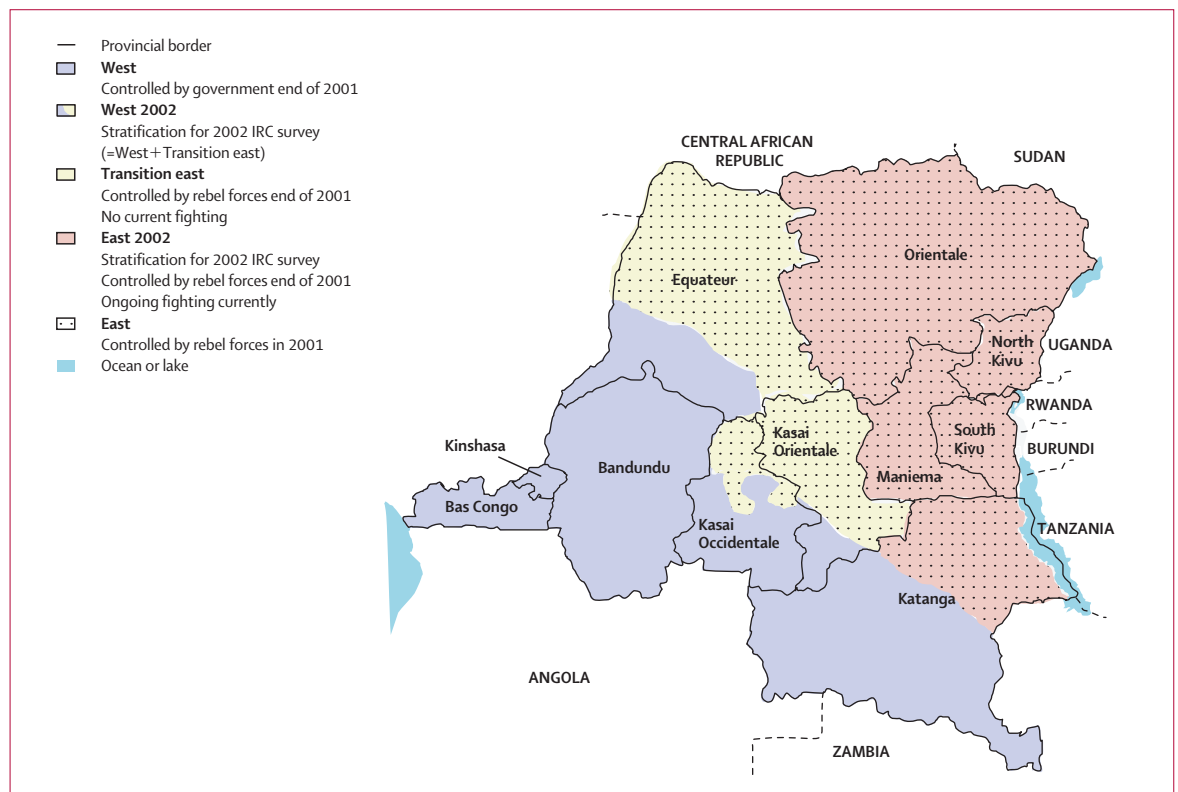 Provincial border
West
Controlled by government end of 2001
West 2002
Stratification for 2002 IRC survey
(=West+Transition east)
Transition east
Controlled by rebel forces end of 2001
No current fighting
East 2002
Stratification for 2002 IRC survey
Controlled by rebel forces end of 2001
Ongoing fighting currently
East
Controlled by rebel forces in 2001
Ocean or lake
CENTRAL AFRICAN
REPUBLIC
SUDAN
Orientale
Equateur
North
Kivu
UGANDA
RWANDA
South
Kivu
BURUNDI
Kasai
Orientale
Maniema
Kinshasa
Bandundu
Bas Congo
Kasai
Occidentale
TANZANIA
Katanga
ANGOLA
ZAMBIA